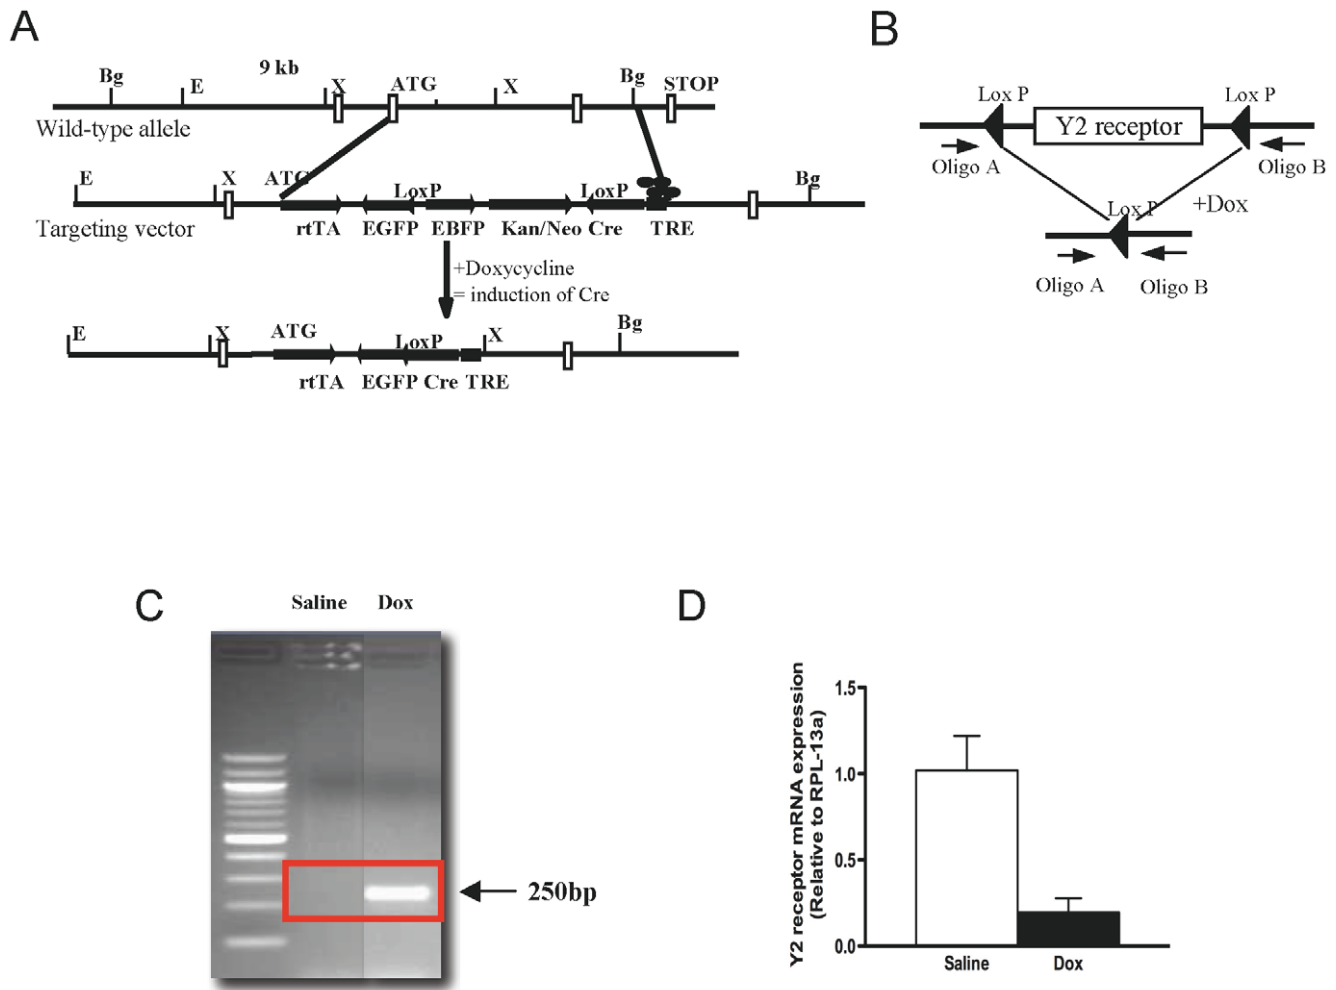 A
9 kb
Bg E X ATG X Bg STOP
Wild-type allele
E X ATG LoxP LoxP Bg
Targeting vector rtTA EGFP EBFP Kan/Neo Cre TRE
+Doxycycline
= induction of Cre
E X ATG LoxP X Bg
rtTA EGFP Cre TRE
B
Lox P Lox P
Y2 receptor
Oligo A Oligo B
Lox P +Dox
Oligo A Oligo B
C
Saline Dox
250bp
D
Y2 receptor mRNA expression
(Relative to RPL-13a)
1.5
1.0
0.5
0.0
Saline Dox